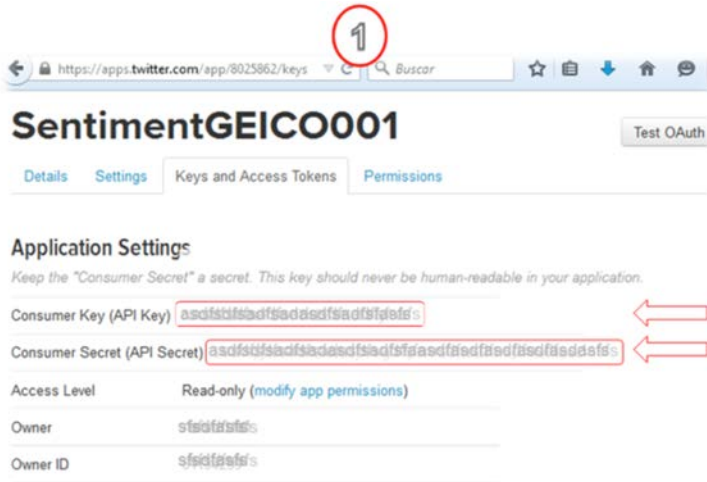 1
https://apps.twitter.com/app/8025862/keys
Buscar
SentimentGEICO001
Test OAuth
Details Settings Keys and Access Tokens Permissions
Application Settings
Keep the "Consumer Secret" a secret. This key should never be human-readable in your application.
Consumer Key (API Key)
Consumer Secret (API Secret)
Access Level Read-only (modify app permissions)
Owner
Owner ID